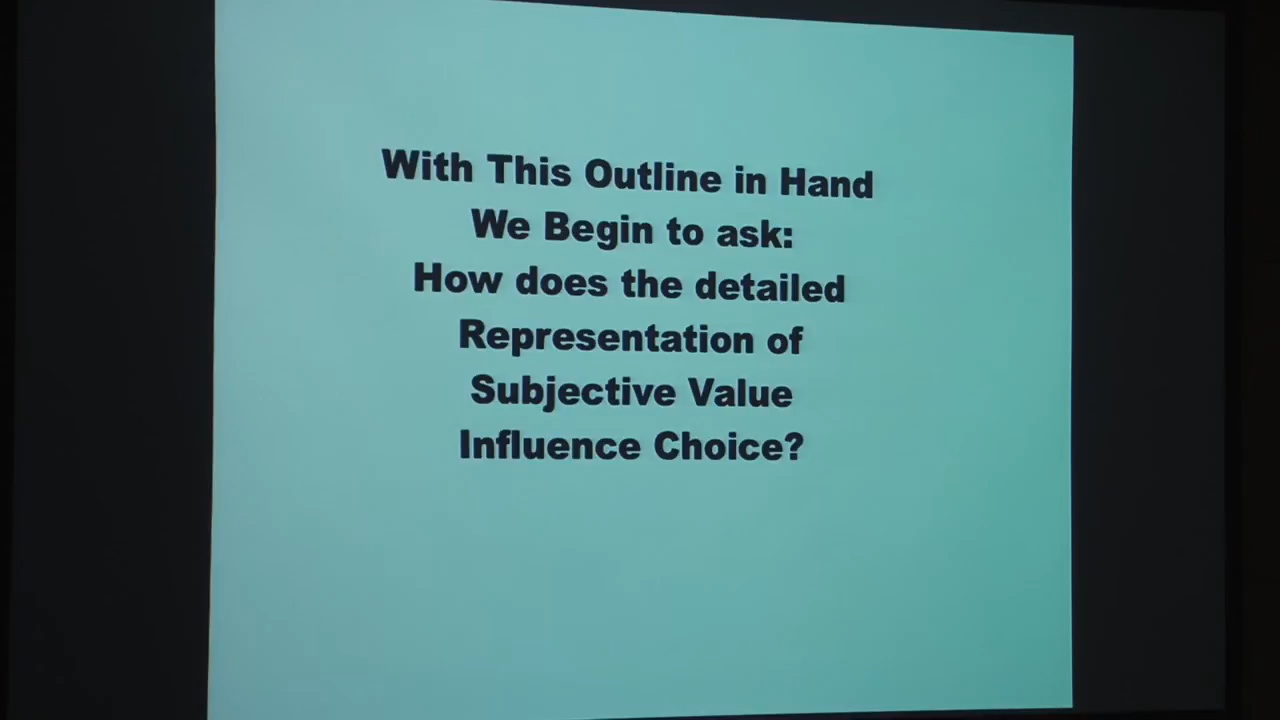 With This Outline in Hand
We Begin to ask:
How does the detailed
Representation of
Subjective Value
Influence Choice?